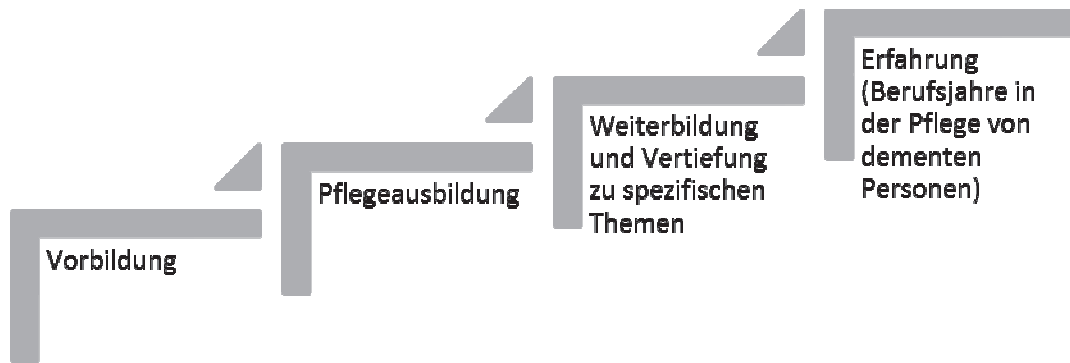 Vorbildung
Pflegeausbildung
Weiterbildung
und Vertiefung
zu spezifischen
Themen
Erfahrung
(Berufsjahre in
der Pflege von
dementen
Personen)